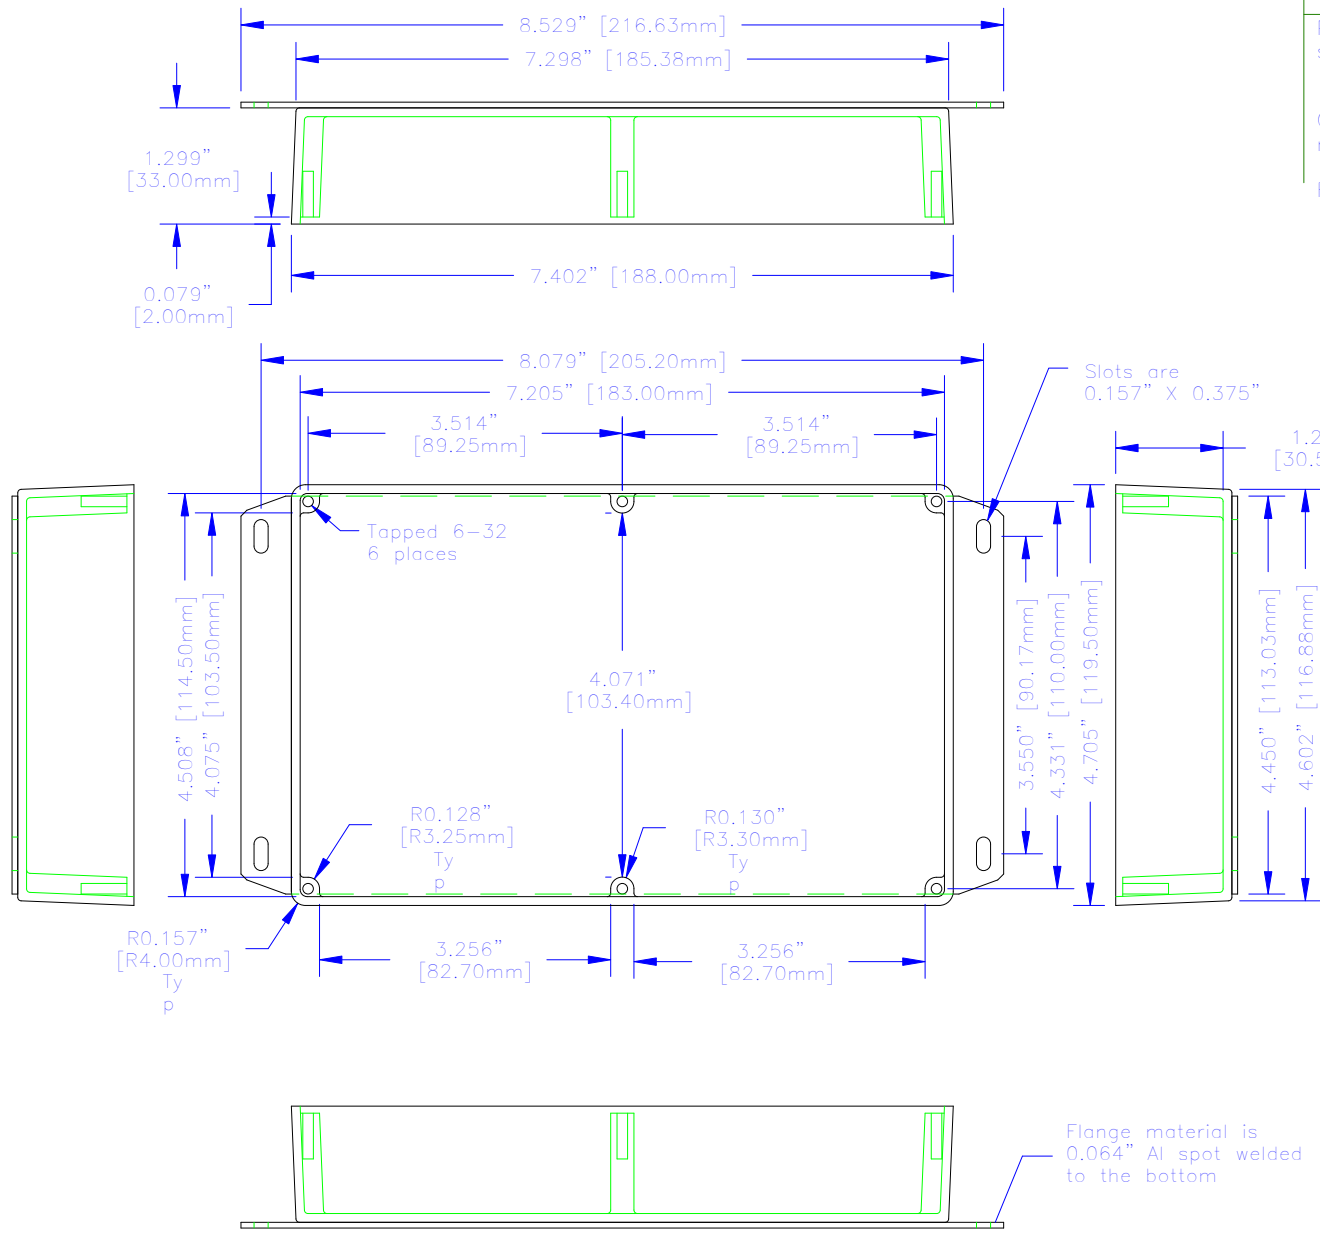 8.529" [216.63mm]
7.298" [185.38mm]
1.299"
[33.00mm]
7.402" [188.00mm]
0.079"
[2.00mm]
8.079" [205.20mm]
7.205" [183.00mm]
3.514"
[89.25mm]
3.514"
[89.25mm]
Slots are
0.157" X 0.375"
Tapped 6-32
6 places
4.508" [114.50mm]
4.075" [103.50mm]
4.071"
[103.40mm]
3.550" [90.17mm]
4.331" [110.00mm]
4.705" [119.50mm]
4.450" [113.03mm]
4.602" [116.88mm]
R0.128"
[R3.25mm]
Ty
p
R0.130"
[R3.30mm]
Ty
p
R0.157"
[R4.00mm]
Ty
p
3.256"
[82.70mm]
3.256"
[82.70mm]
Flange material is
0.064" Al spot welded
to the bottom